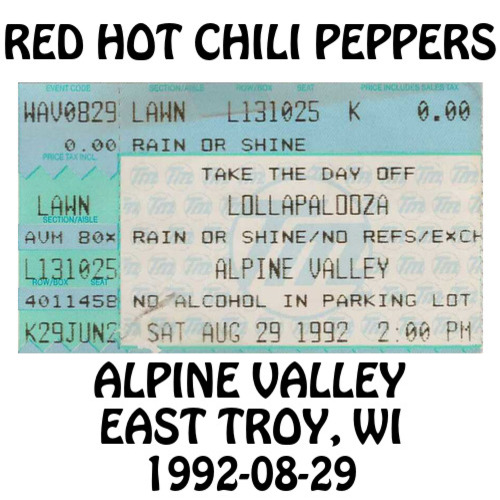 RED HOT CHILI PEPPERS
EVENT CODE SECTION/AISLE ROW/BOX SEAT PRICE INCLUDES SALES TAX
WAV0829 LAWN L131025 K 0.00
0.00 RAIN OR SHINE
PRICE TAX INCL.
TAKE THE DAY OFF
LAWN LOLLAPALOOZA
SECTION/AISLE
AVM 80X RAIN OR SHINE/NO REFS/EXCH
L131025 ALPINE VALLEY
ROW/BOX SEAT
4011458 NO ALCOHOL IN PARKING LOT
K29JUN2 SAT AUG 29 1992 2:00 PM
ALPINE VALLEY
EAST TROY, WI
1992-08-29